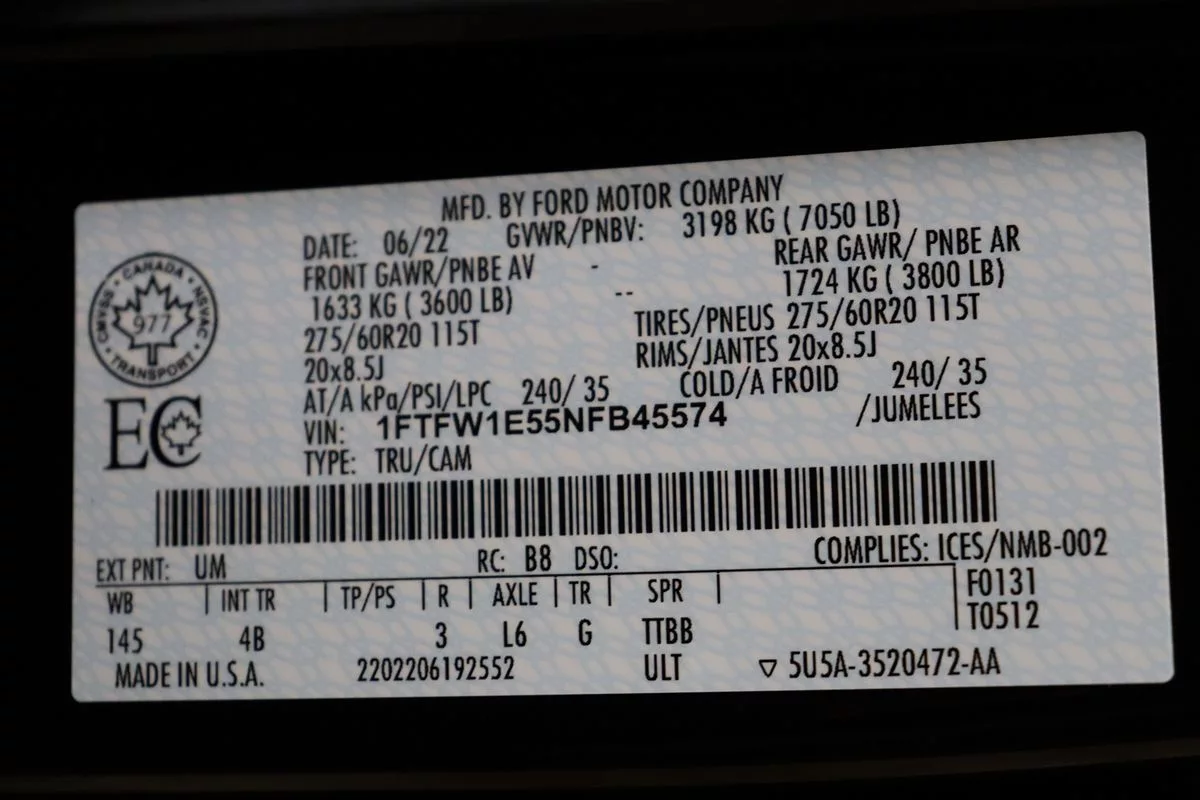 MFD. BY FORD MOTOR COMPANY
DATE: 06/22 GVWR/PNBV: 3198 KG ( 7050 LB)
FRONT GAWR/PNBE AV - REAR GAWR/ PNBE AR
1633 KG ( 3600 LB) -- 1724 KG ( 3800 LB)
275/60R20 115T TIRES/PNEUS 275/60R20 115T
20x8.5J RIMS/JANTES 20x8.5J
AT/A kPa/PSI/LPC 240/ 35 COLD/A FROID 240/ 35
VIN: 1FTFW1E55NFB45574 /JUMELEES
TYPE: TRU/CAM
CANADA • NSVAC • TRANSPORT • CMVSS •
977
EC
EXT PNT: UM RC: B8 DSO: COMPLIES: ICES/NMB-002
WB | INT TR | TP/PS | R | AXLE | TR | SPR | F0131
T0512
145 4B 3 L6 G TTBB
MADE IN U.S.A. 2202206192552 ULT ▽ 5U5A-3520472-AA